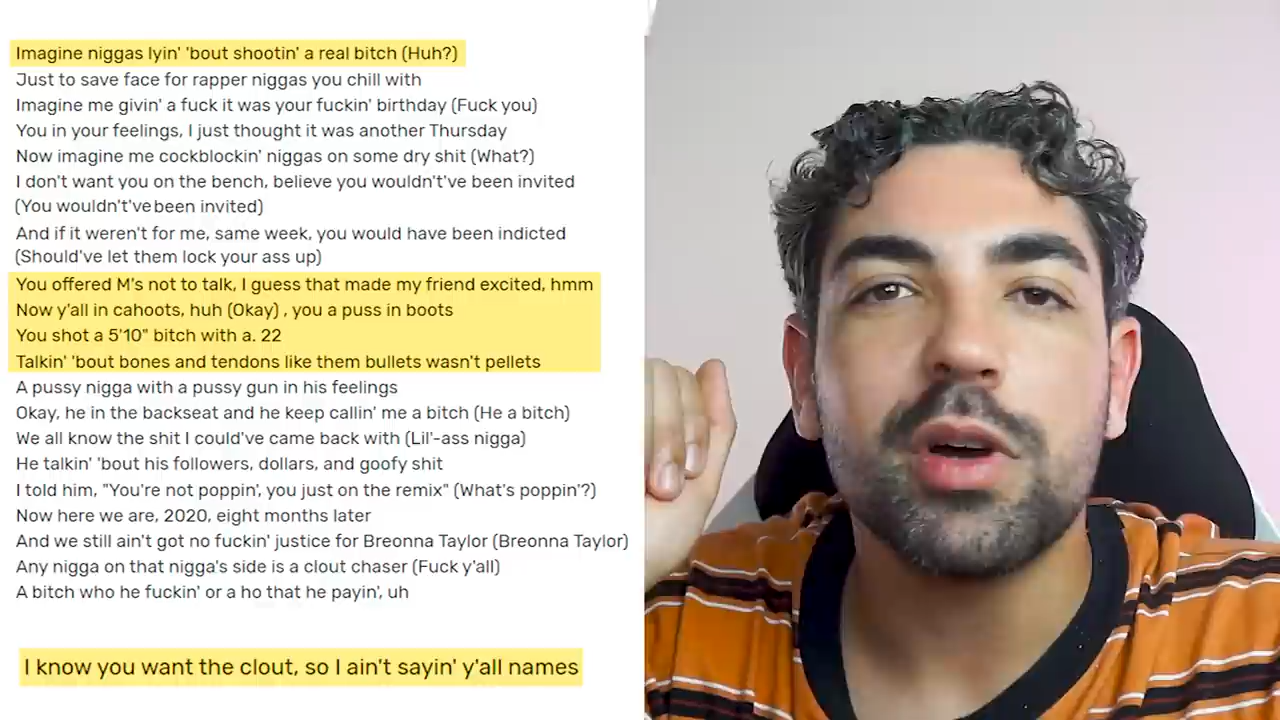 Imagine niggas lyin' 'bout shootin' a real bitch (Huh?)
Just to save face for rapper niggas you chill with
Imagine me givin' a fuck it was your fuckin' birthday (Fuck you)
You in your feelings, I just thought it was another Thursday
Now imagine me cockblockin' niggas on some dry shit (What?)
I don't want you on the bench, believe you wouldn't've been invited
(You wouldn't've been invited)
And if it weren't for me, same week, you would have been indicted
(Should've let them lock your ass up)
You offered M's not to talk, I guess that made my friend excited, hmm
Now y'all in cahoots, huh (Okay) , you a puss in boots
You shot a 5'10" bitch with a. 22
Talkin' 'bout bones and tendons like them bullets wasn't pellets
A pussy nigga with a pussy gun in his feelings
Okay, he in the backseat and he keep callin' me a bitch (He a bitch)
We all know the shit I could've came back with (Lil'-ass nigga)
He talkin' 'bout his followers, dollars, and goofy shit
I told him, "You're not poppin', you just on the remix" (What's poppin'?)
Now here we are, 2020, eight months later
And we still ain't got no fuckin' justice for Breonna Taylor (Breonna Taylor)
Any nigga on that nigga's side is a clout chaser (Fuck y'all)
A bitch who he fuckin' or a ho that he payin', uh
I know you want the clout, so I ain't sayin' y'all names